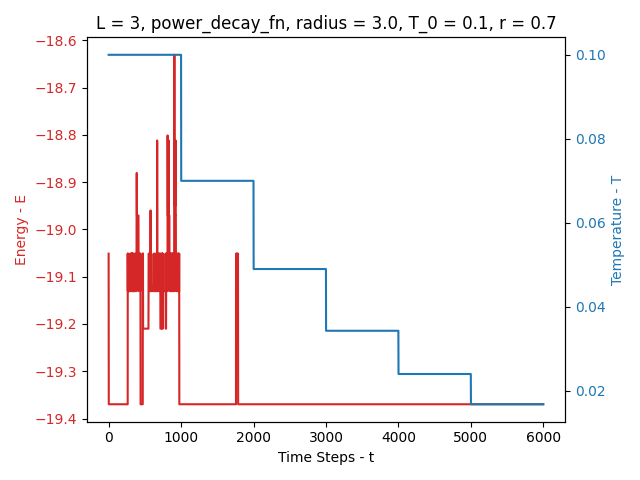 L = 3, power_decay_fn, radius = 3.0, T_0 = 0.1, r = 0.7
−18.6
−18.7
−18.8
−18.9
−19.0
−19.1
−19.2
−19.3
−19.4
Energy - E
0.10
0.08
0.06
0.04
0.02
Temperature - T
0 1000 2000 3000 4000 5000 6000
Time Steps - t